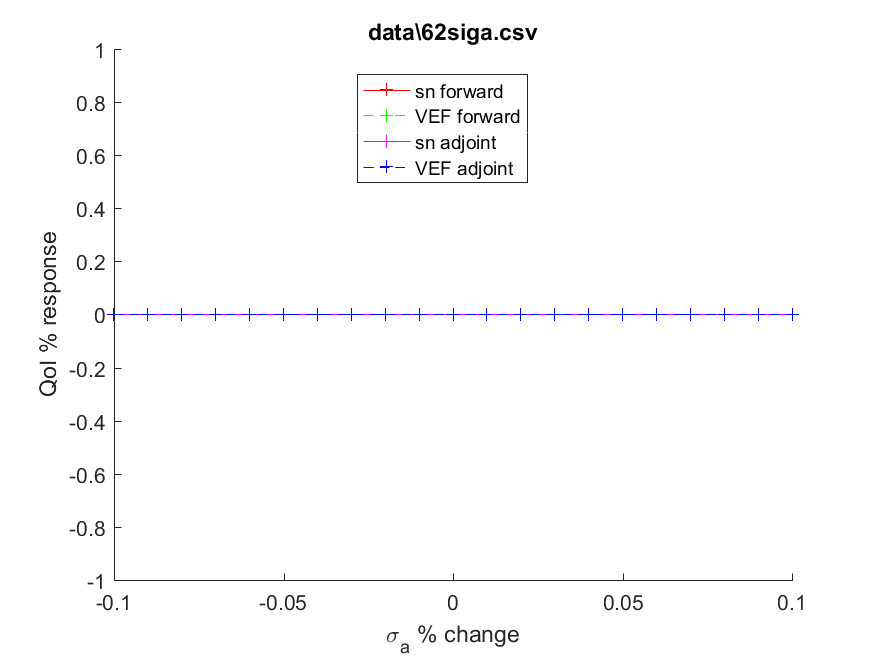 data\62siga.csv
sn forward
VEF forward
sn adjoint
VEF adjoint
1
0.8
0.6
0.4
0.2
0
-0.2
-0.4
-0.6
-0.8
-1
QoI % response
-0.1 -0.05 0 0.05 0.1
σa % change